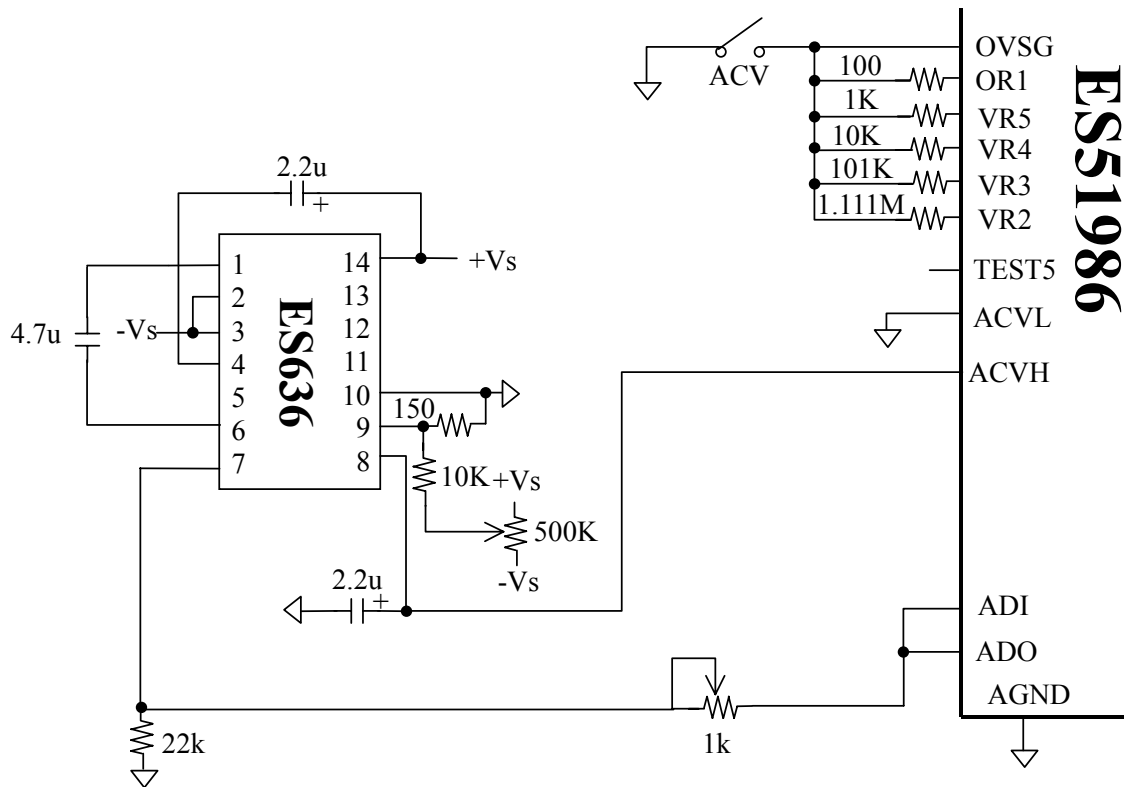 OVSG
ACV
100
OR1
1K
VR5
10K
VR4
101K
VR3
1.111M
VR2
TEST5
ACVL
ACVH
ES51986
2.2u
+
1
14
+Vs
2
13
-Vs
3
12
4
11
5
10
6
9
7
8
ES636
4.7u
150
10K
+Vs
500K
-Vs
2.2u
+
ADI
ADO
AGND
22k
1k